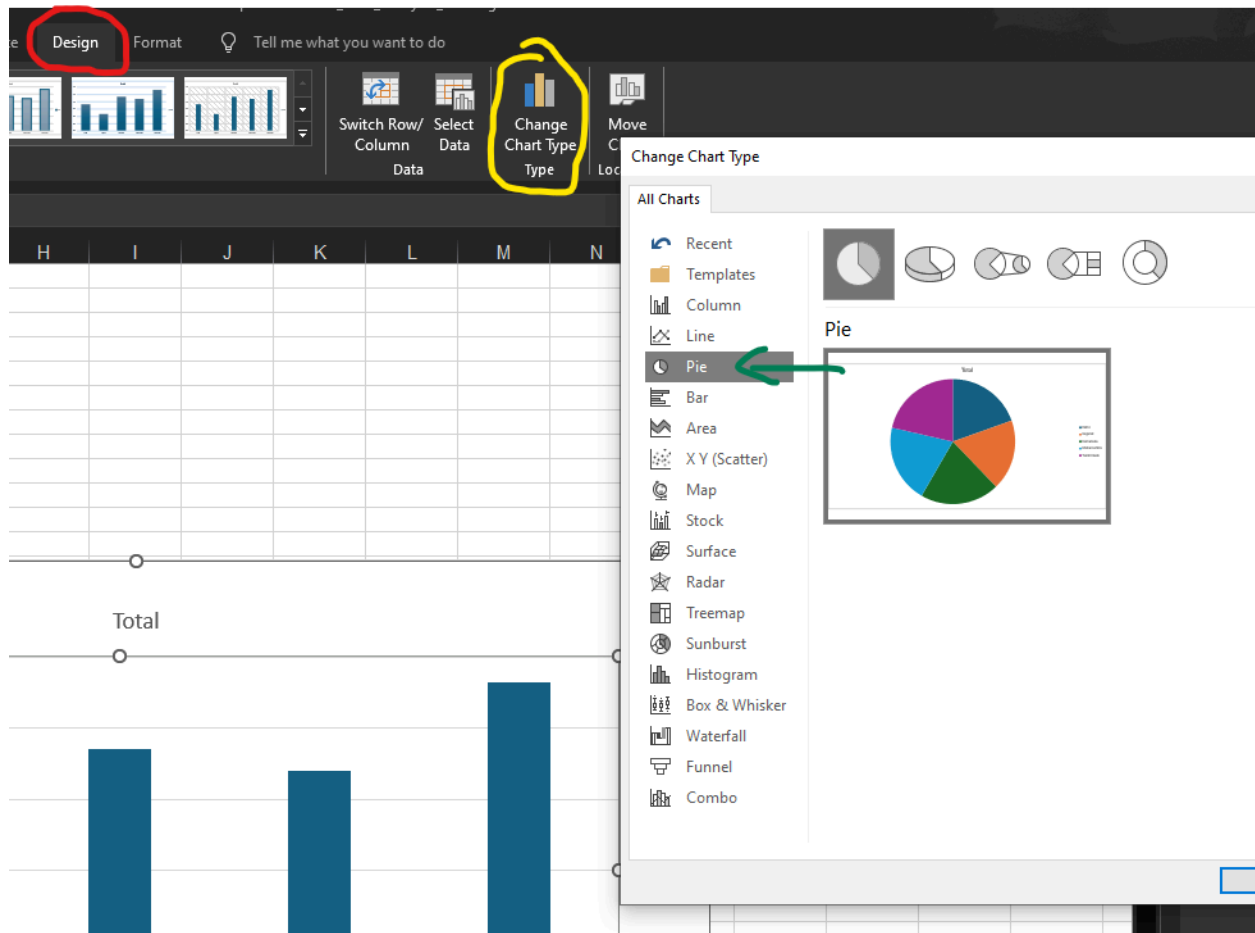 Design
Format
Tell me what you want to do
Switch Row/
Column
Select
Data
Data
Change
Chart Type
Type
Move
Change Chart Type
All Charts
Recent
Templates
Column
Line
Pie
Bar
Area
X Y (Scatter)
Map
Stock
Surface
Radar
Treemap
Sunburst
Histogram
Box & Whisker
Waterfall
Funnel
Combo
Pie
Total
H I J K L M N
Total